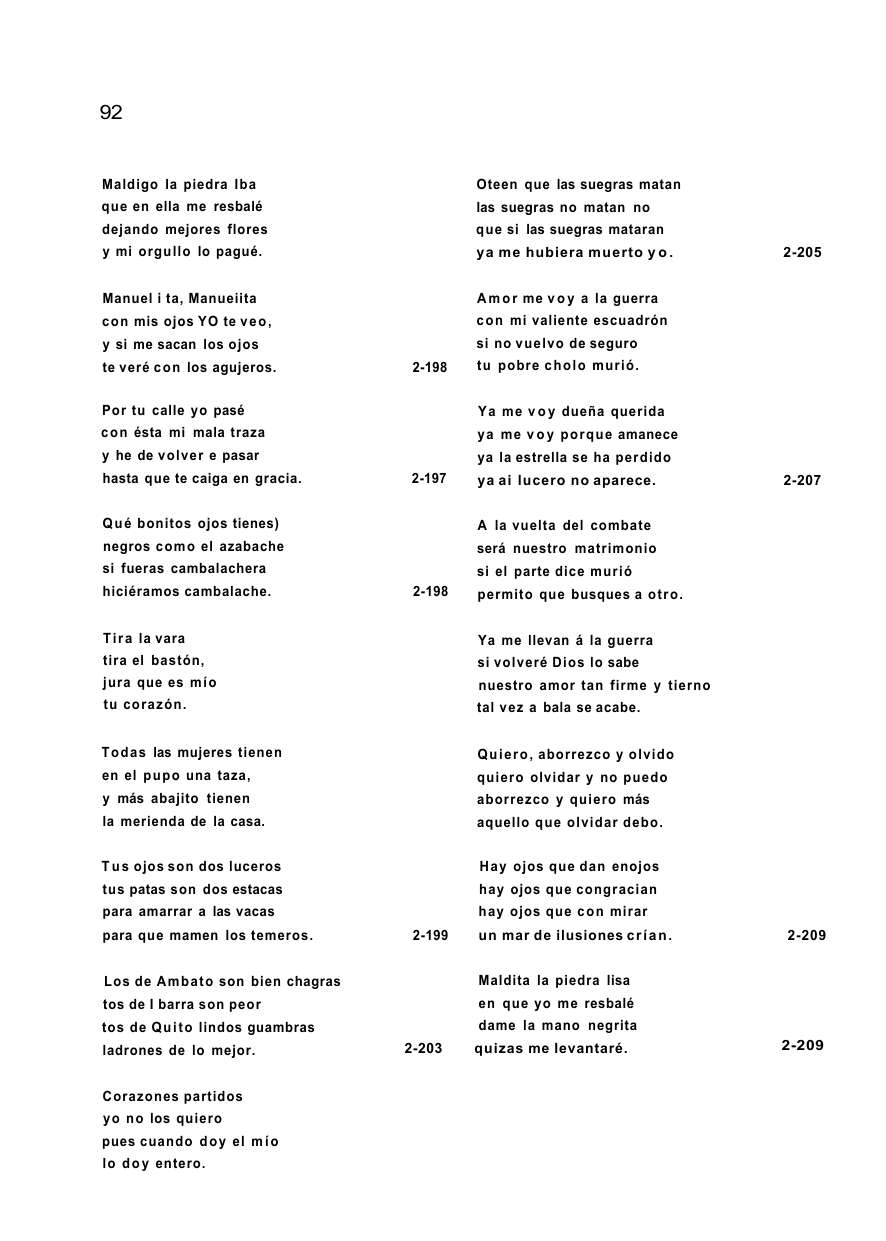 92
Maldigo la piedra Iba
que en ella me resbalé
dejando mejores flores
y mi orgullo lo pagué.
Manuel i ta, Manueiita
con mis ojos YO te veo,
y si me sacan los ojos
te veré con los agujeros. 2-198
Por tu calle yo pasé
con ésta mi mala traza
y he de volver e pasar
hasta que te caiga en gracia. 2-197
Qué bonitos ojos tienes)
negros como el azabache
si fueras cambalachera
hiciéramos cambalache. 2-198
Tira la vara
tira el bastón,
jura que es mío
tu corazón.
Todas las mujeres tienen
en el pupo una taza,
y más abajito tienen
la merienda de la casa.
Tus ojos son dos luceros
tus patas son dos estacas
para amarrar a las vacas
para que mamen los temeros. 2-199
Los de Ambato son bien chagras
tos de I barra son peor
tos de Quito lindos guambras
ladrones de lo mejor. 2-203
Corazones partidos
yo no los quiero
pues cuando doy el mío
lo doy entero.
Oteen que las suegras matan
las suegras no matan no
que si las suegras mataran
ya me hubiera muerto yo. 2-205
Amor me voy a la guerra
con mi valiente escuadrón
si no vuelvo de seguro
tu pobre cholo murió.
Ya me voy dueña querida
ya me voy porque amanece
ya la estrella se ha perdido
ya ai lucero no aparece. 2-207
A la vuelta del combate
será nuestro matrimonio
si el parte dice murió
permito que busques a otro.
Ya me llevan á la guerra
si volveré Dios lo sabe
nuestro amor tan firme y tierno
tal vez a bala se acabe.
Quiero, aborrezco y olvido
quiero olvidar y no puedo
aborrezco y quiero más
aquello que olvidar debo.
Hay ojos que dan enojos
hay ojos que congracian
hay ojos que con mirar
un mar de ilusiones crían. 2-209
Maldita la piedra lisa
en que yo me resbalé
dame la mano negrita
quizas me levantaré. 2-209